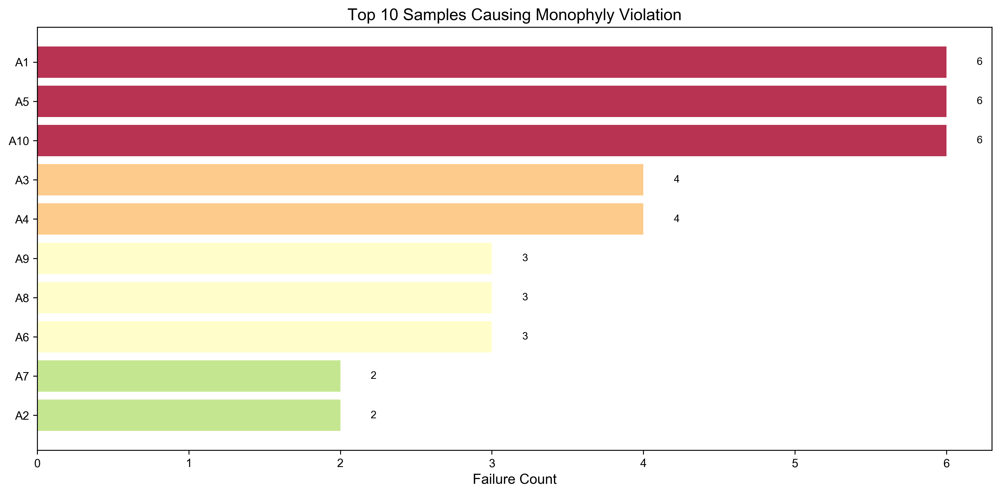 Top 10 Samples Causing Monophyly Violation
A1 6
A5 6
A10 6
A3 4
A4 4
A9 3
A8 3
A6 3
A7 2
A2 2
0 1 2 3 4 5 6
Failure Count